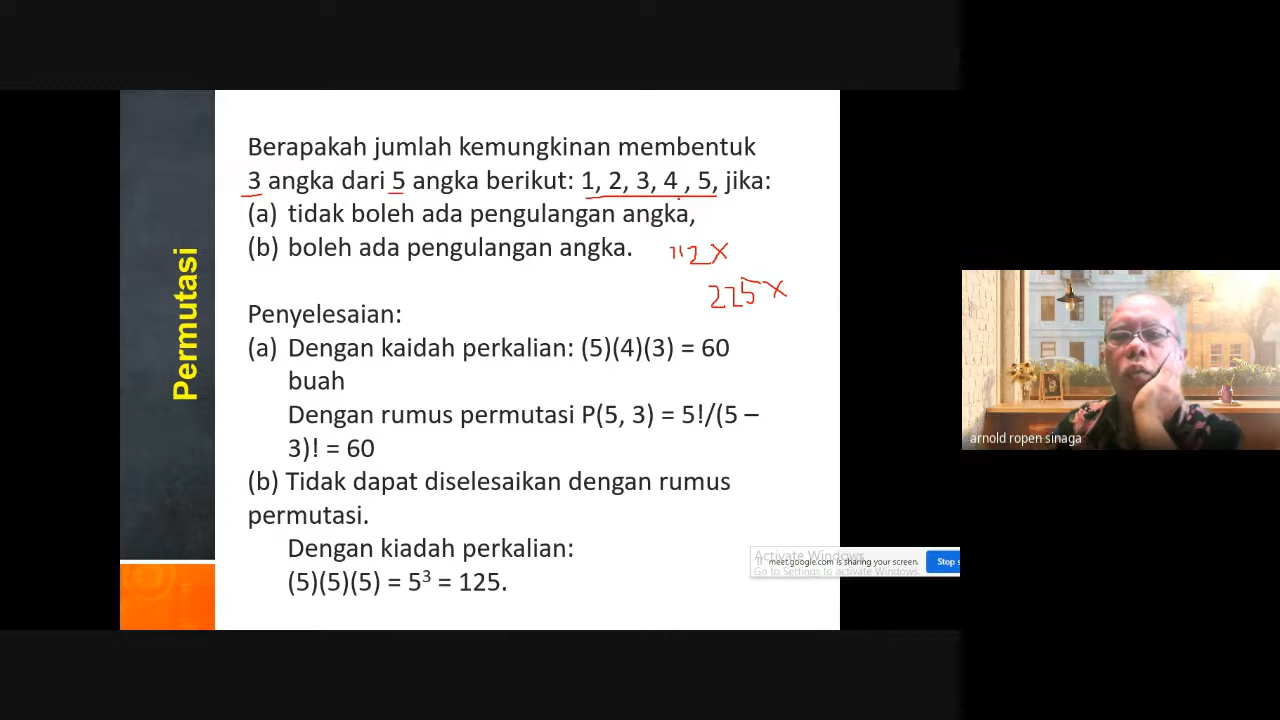 Permutasi
Berapakah jumlah kemungkinan membentuk
3 angka dari 5 angka berikut: 1, 2, 3, 4 , 5, jika:
(a) tidak boleh ada pengulangan angka,
(b) boleh ada pengulangan angka.
112 X
225 X
Penyelesaian:
(a) Dengan kaidah perkalian: (5)(4)(3) = 60
buah
Dengan rumus permutasi P(5, 3) = 5!/(5 –
3)! = 60
(b) Tidak dapat diselesaikan dengan rumus
permutasi.
Dengan kiadah perkalian:
(5)(5)(5) = 5³ = 125.
arnold ropen sinaga
Activate Windows
meet.google.com is sharing your screen.
Stop s
Go to Settings to activate Windows.